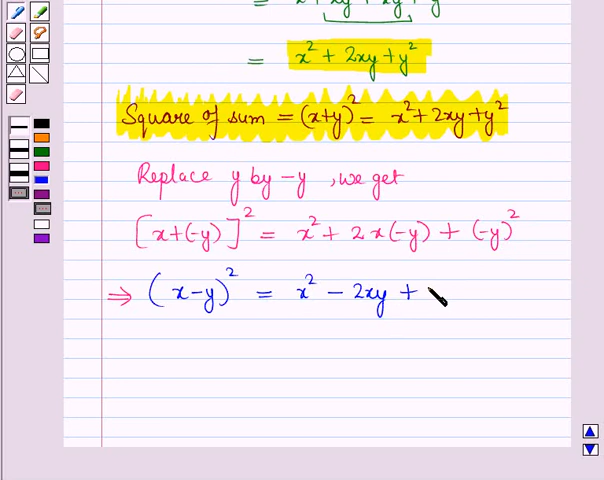 = x² + 2xy + y²
Square of sum = (x+y)² = x² + 2xy + y²
Replace y by -y , we get
[x+(-y)]² = x² + 2x(-y) + (-y)²
⇒ (x-y)² = x² - 2xy +